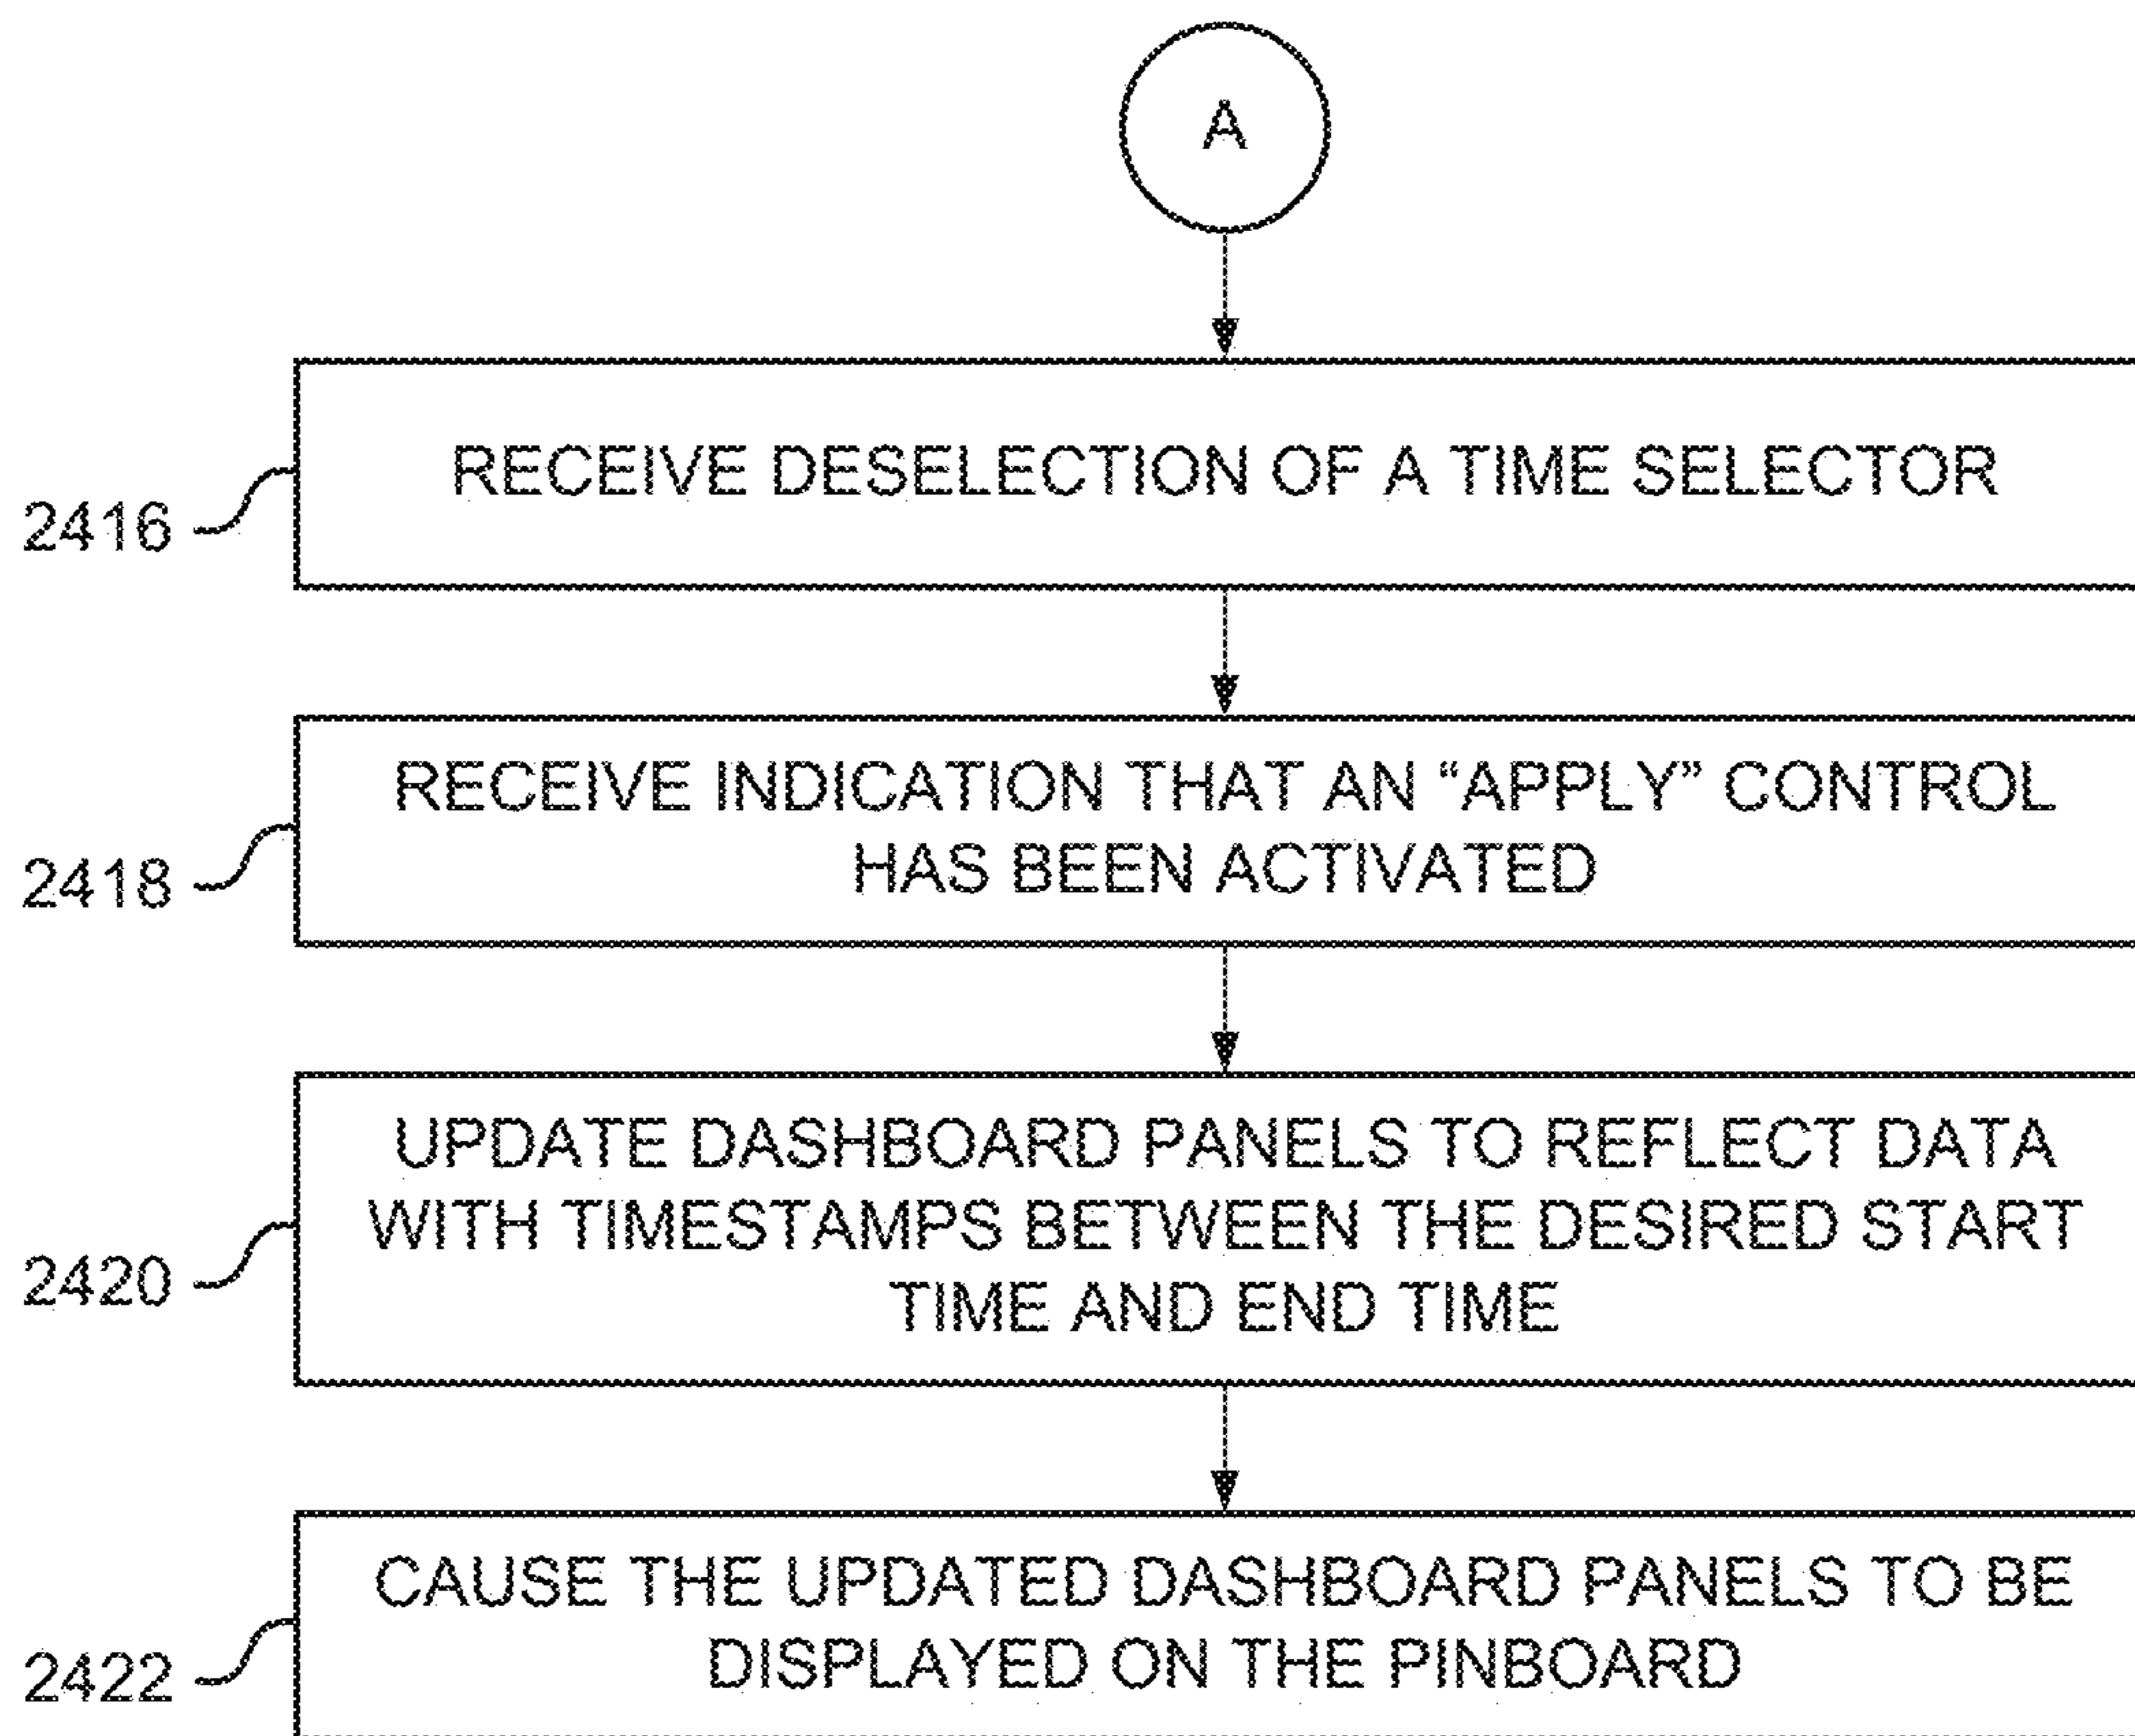 A
RECEIVE DESELECTION OF A TIME SELECTOR
2416
RECEIVE INDICATION THAT AN “APPLY” CONTROL
HAS BEEN ACTIVATED
2418
UPDATE DASHBOARD PANELS TO REFLECT DATA
WITH TIMESTAMPS BETWEEN THE DESIRED START
TIME AND END TIME
2420
CAUSE THE UPDATED DASHBOARD PANELS TO BE
DISPLAYED ON THE PINBOARD
2422